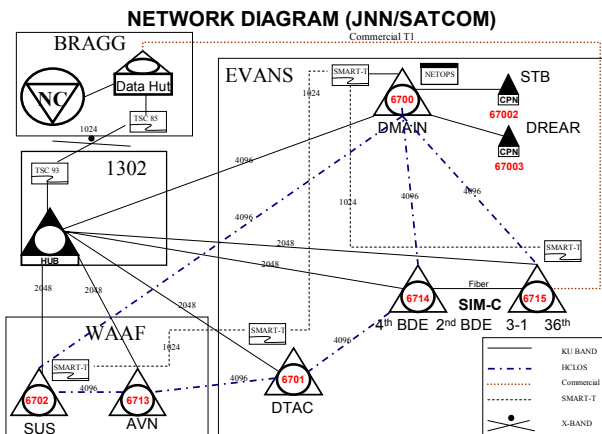 NETWORK DIAGRAM (JNN/SATCOM)
BRAGG
Commercial T1
NC
Data Hut
TSC 85
1024
EVANS
SMART-T
NETOPS
STB
6700
CPN
67002
DMAIN
DREAR
CPN
67003
1024
TSC 93
1302
4096
HUB
4096
4096
4096
1024
2048
2048
SMART-T
2048
2048
2048
6714
Fiber
SIM-C
6715
4th BDE 2nd BDE 3-1 36th
WAAF
SMART-T
1024
SMART-T
4096
6702
4096
6713
4096
6701
SUS
AVN
DTAC
KU BAND
HCLOS
Commercial
SMART-T
X-BAND